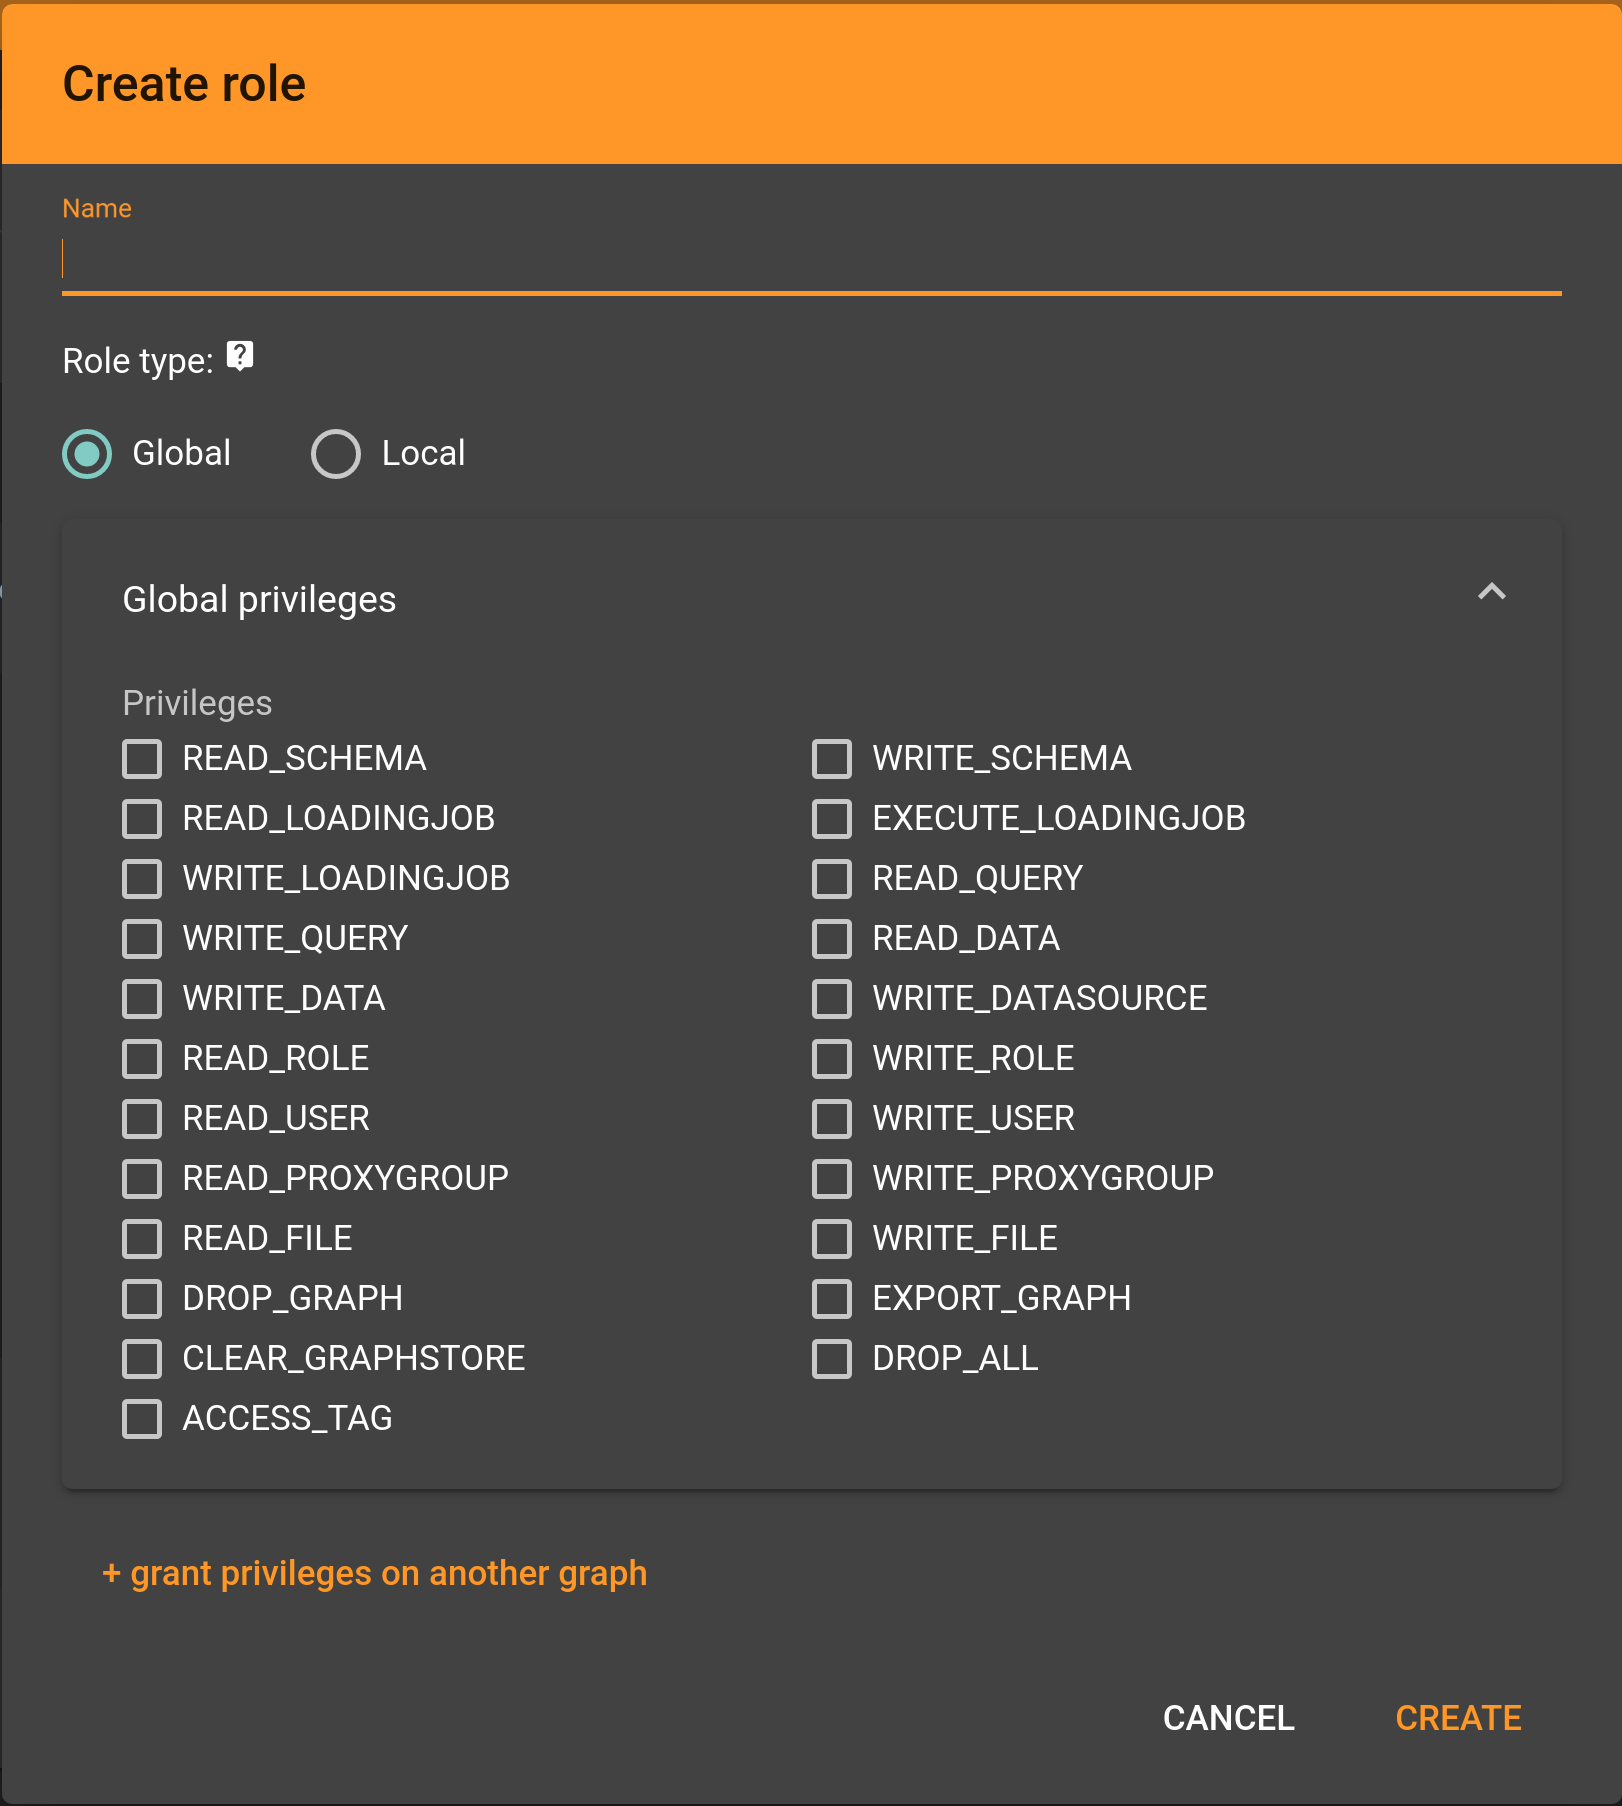 Create role
Name
Role type:
Global Local
Global privileges
Privileges
READ_SCHEMA WRITE_SCHEMA
READ_LOADINGJOB EXECUTE_LOADINGJOB
WRITE_LOADINGJOB READ_QUERY
WRITE_QUERY READ_DATA
WRITE_DATA WRITE_DATASOURCE
READ_ROLE WRITE_ROLE
READ_USER WRITE_USER
READ_PROXYGROUP WRITE_PROXYGROUP
READ_FILE WRITE_FILE
DROP_GRAPH EXPORT_GRAPH
CLEAR_GRAPHSTORE DROP_ALL
ACCESS_TAG
+ grant privileges on another graph
CANCEL CREATE